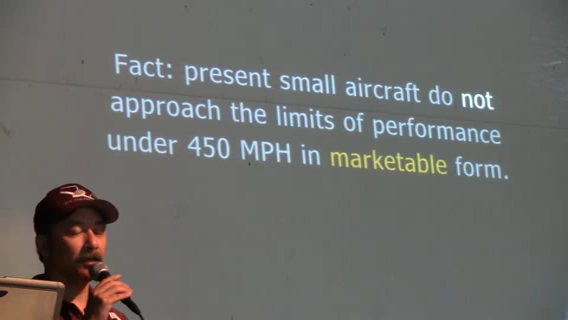 Fact: present small aircraft do not
approach the limits of performance
under 450 MPH in marketable form.